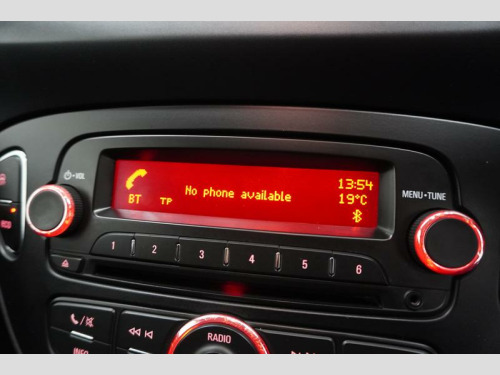 VOL
13:54
No phone available
19°C
BT TP
MENU•TUNE
1 2 3 4 5 6
INFO
RADIO